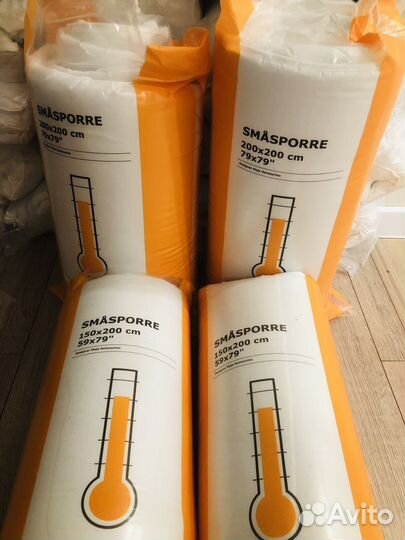 SMÅSPORRE
200x200 cm
79x79"
SMÅSPORRE
200x200 cm
79x79"
SMÅSPORRE
150x200 cm
59x79"
SMÅSPORRE
150x200 cm
59x79"
Avito